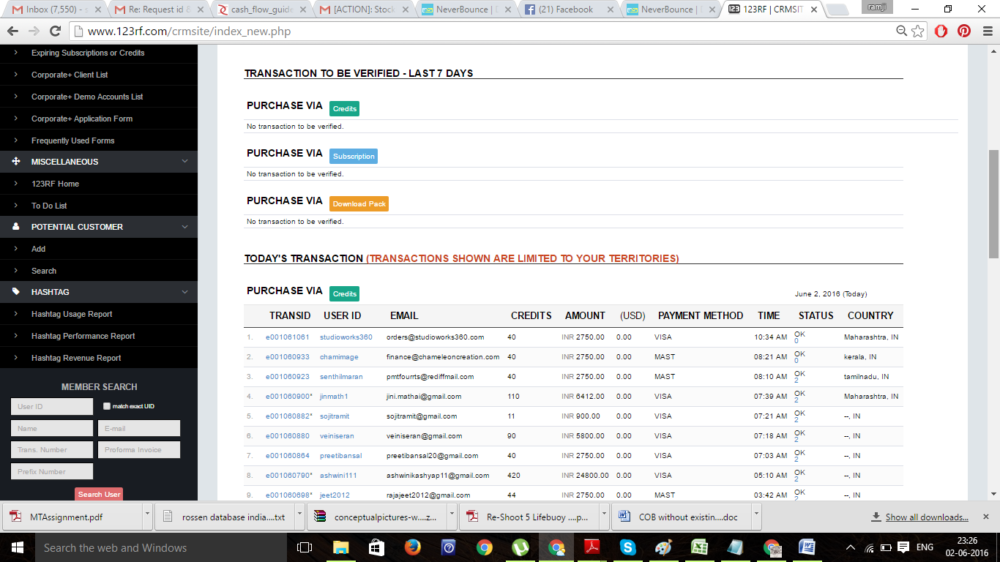 Inbox (7,550) - s
Re: Request id &
cash_flow_guide
[ACTION]: Stock
NeverBounce |
(21) Facebook
NeverBounce |
123RF | CRMSIT
ramji
www.123rf.com/crmsite/index_new.php
Expiring Subscriptions or Credits
Corporate+ Client List
Corporate+ Demo Accounts List
Corporate+ Application Form
Frequently Used Forms
MISCELLANEOUS
123RF Home
To Do List
POTENTIAL CUSTOMER
Add
Search
HASHTAG
Hashtag Usage Report
Hashtag Performance Report
Hashtag Revenue Report
MEMBER SEARCH
User ID match exact UID
Name E-mail
Trans. Number Proforma Invoice
Prefix Number
Search User
TRANSACTION TO BE VERIFIED - LAST 7 DAYS
PURCHASE VIA Credits
No transaction to be verified.
PURCHASE VIA Subscription
No transaction to be verified.
PURCHASE VIA Download Pack
No transaction to be verified.
TODAY'S TRANSACTION (TRANSACTIONS SHOWN ARE LIMITED TO YOUR TERRITORIES)
PURCHASE VIA Credits June 2, 2016 (Today)
TRANSID USER ID EMAIL CREDITS AMOUNT (USD) PAYMENT METHOD TIME STATUS COUNTRY
1. e001061061 studioworks360 orders@studioworks360.com 40 INR 2750.00 0.00 VISA 10:34 AM OK 0 Maharashtra, IN
2. e001060933 chamimage finance@chameleoncreation.com 40 INR 2750.00 0.00 MAST 08:21 AM OK 0 kerala, IN
3. e001060923 senthilmaran pmtfourrts@rediffmail.com 40 INR 2750.00 0.00 MAST 08:10 AM OK 2 tamilnadu, IN
4. e001060900* jinmath1 jini.mathai@gmail.com 110 INR 6412.00 0.00 VISA 07:39 AM OK 2 Maharashtra, IN
5. e001060882* sojitramit sojitramit@gmail.com 11 INR 900.00 0.00 VISA 07:21 AM OK 2 --, IN
6. e001060880 veiniseran veiniseran@gmail.com 90 INR 5800.00 0.00 VISA 07:18 AM OK 2 --, IN
7. e001060864 preetibansal preetibansal20@gmail.com 40 INR 2750.00 0.00 VISA 07:03 AM OK 2 --, IN
8. e001060790* ashwini111 ashwinikashyap11@gmail.com 420 INR 24800.00 0.00 VISA 05:10 AM OK 2 --, IN
9. e001060698* jeet2012 rajajeet2012@gmail.com 44 INR 2750.00 0.00 MAST 03:42 AM OK --, IN
MTAssignment.pdf
rossen database india....txt
conceptualpictures-w....z...
Re-Shoot 5 Lifebuoy ....p...
COB without existin....doc
Show all downloads...
Search the web and Windows
ENG
23:26
02-06-2016